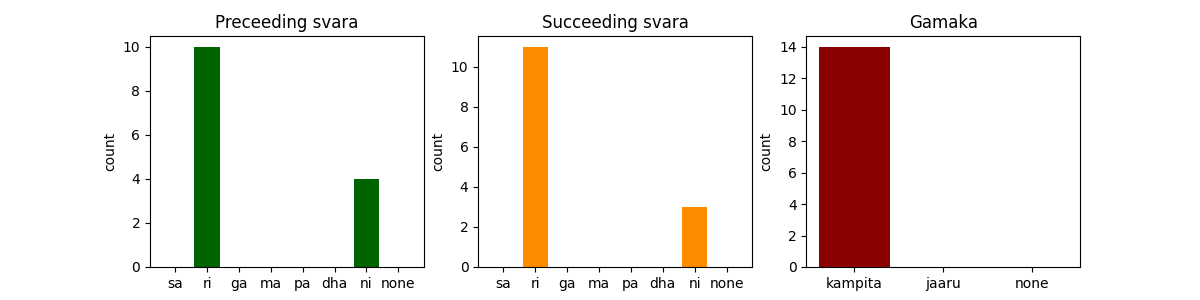 Preceeding svara
count
10
8
6
4
2
0
sa ri ga ma pa dha ni none
Succeeding svara
count
10
8
6
4
2
0
sa ri ga ma pa dha ni none
Gamaka
count
14
12
10
8
6
4
2
0
kampita jaaru none